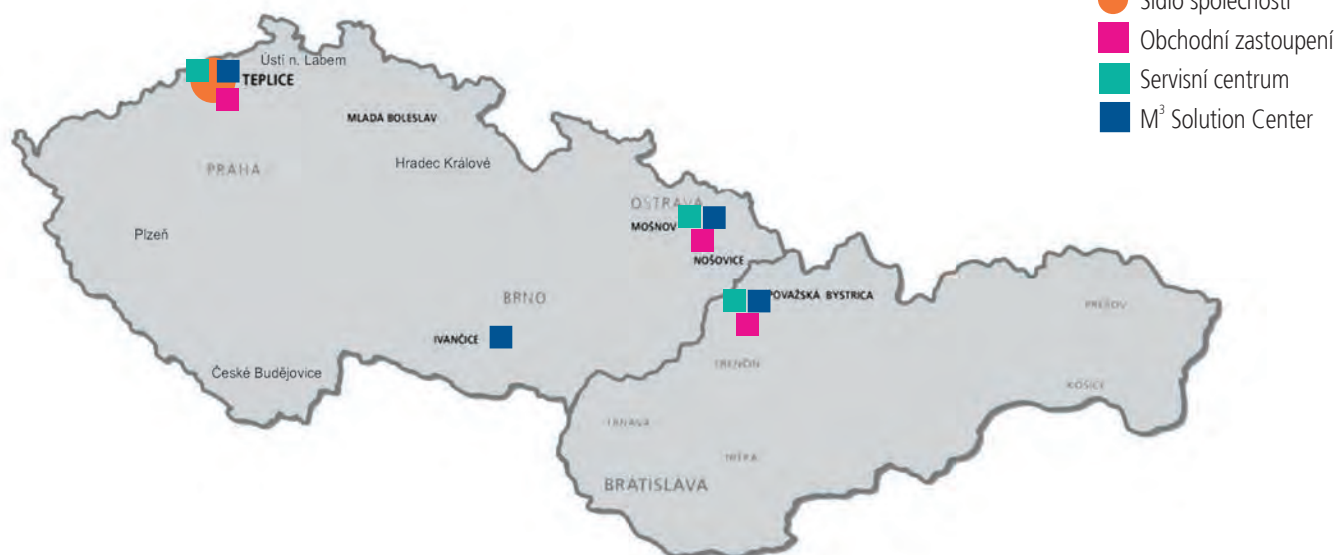 Sídlo společnosti
Obchodní zastoupení
Servisní centrum
M³ Solution Center
Ústí n. Labem
TEPLICE
MLADÁ BOLESLAV
Hradec Králové
PRAHA
OSTRAVA
MOŠNOV
Plzeň
NOŠOVICE
BRNO
POVAŽSKÁ BYSTRICA
PREŠOV
IVANČICE
TRENČÍN
České Budějovice
KOŠICE
TRNAVA
NITRA
BRATISLAVA